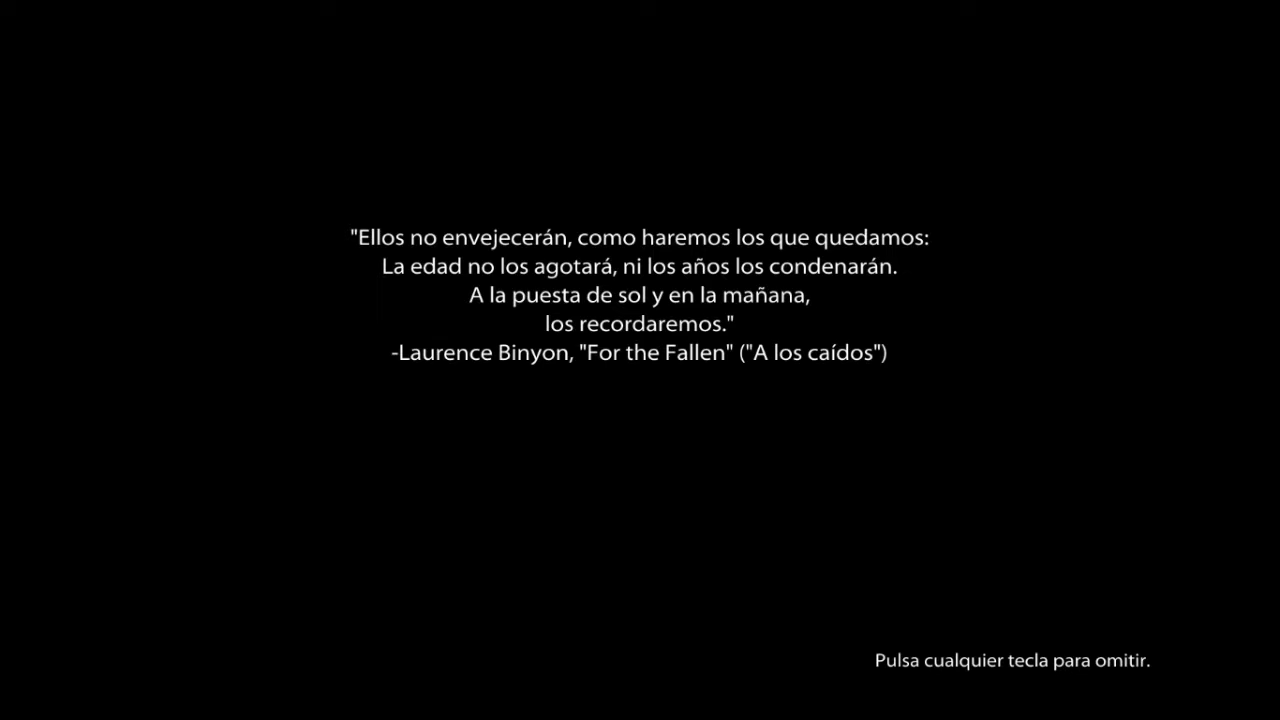 "Ellos no envejecerán, como haremos los que quedamos:
La edad no los agotará, ni los años los condenarán.
A la puesta de sol y en la mañana,
los recordaremos."
-Laurence Binyon, "For the Fallen" ("A los caídos")
Pulsa cualquier tecla para omitir.